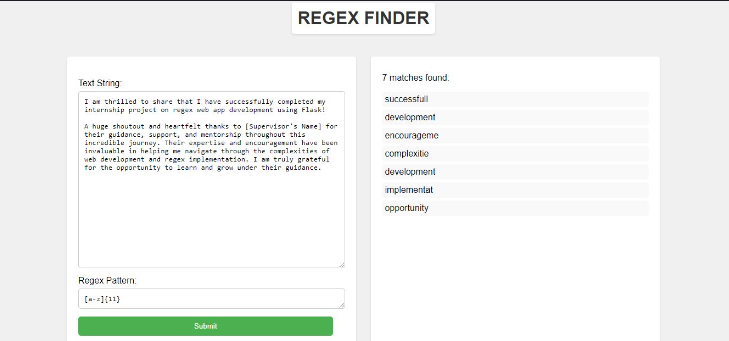 REGEX FINDER
Text String:
I am thrilled to share that I have successfully completed my
internship project on regex web app development using Flask!
A huge shoutout and heartfelt thanks to [Supervisor's Name] for
their guidance, support, and mentorship throughout this
incredible journey. Their expertise and encouragement have been
invaluable in helping me navigate through the complexities of
web development and regex implementation. I am truly grateful
for the opportunity to learn and grow under their guidance.
Regex Pattern:
[a-z]{11}
Submit
7 matches found:
successfull
development
encourageme
complexitie
development
implementat
opportunity